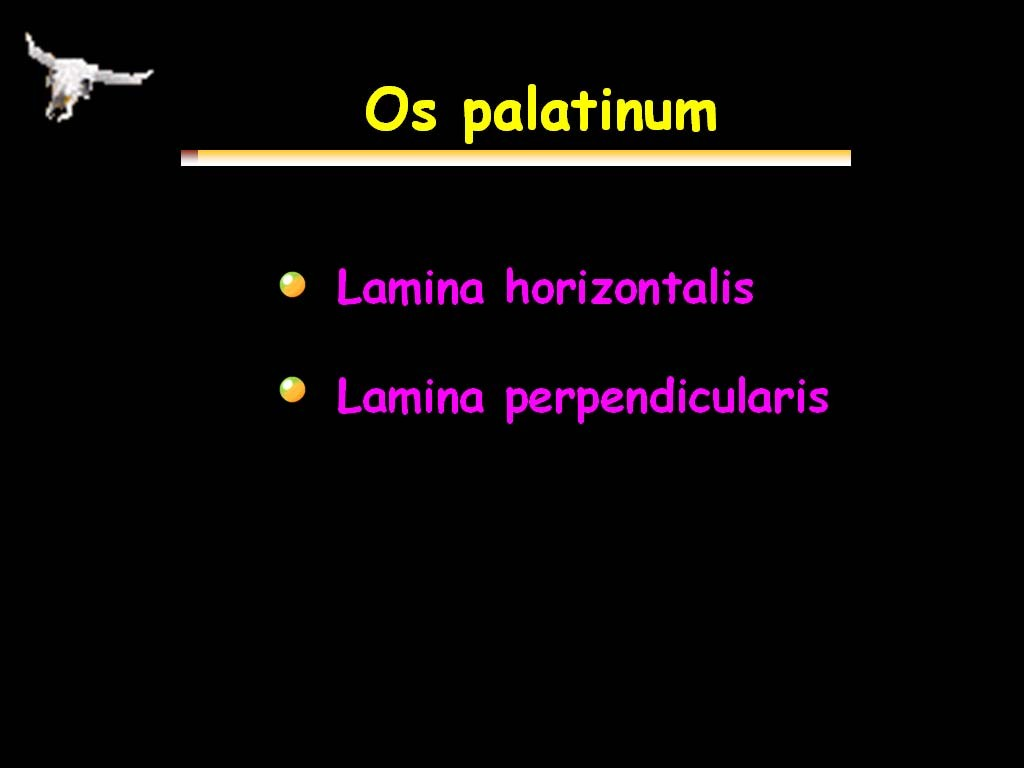 Os palatinum
Lamina horizontalis
Lamina perpendicularis